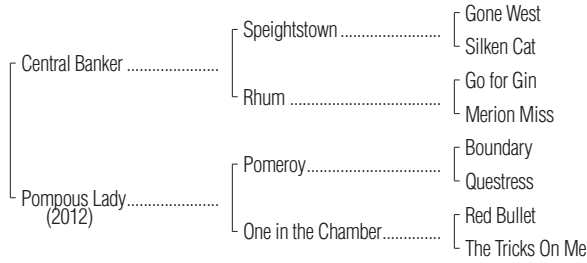 Gone West
Speightstown
Silken Cat
Central Banker
Go for Gin
Rhum
Merion Miss
Boundary
Pomeroy
Questress
Pompous Lady
(2012)
Red Bullet
One in the Chamber
The Tricks On Me